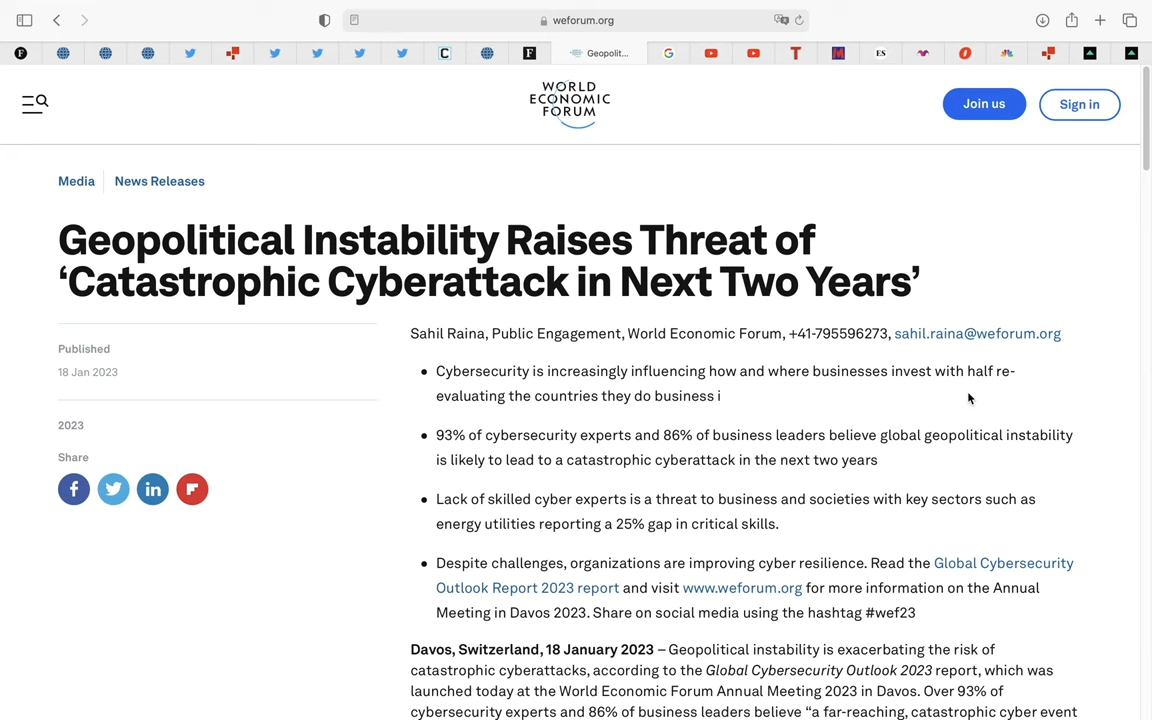 weforum.org
Geopolit...
WORLD
ECONOMIC
FORUM
Join us
Sign in
Media
News Releases
Geopolitical Instability Raises Threat of
‘Catastrophic Cyberattack in Next Two Years’
Published
18 Jan 2023
2023
Share
Sahil Raina, Public Engagement, World Economic Forum, +41-795596273, sahil.raina@weforum.org
• Cybersecurity is increasingly influencing how and where businesses invest with half re-
evaluating the countries they do business i
• 93% of cybersecurity experts and 86% of business leaders believe global geopolitical instability
is likely to lead to a catastrophic cyberattack in the next two years
• Lack of skilled cyber experts is a threat to business and societies with key sectors such as
energy utilities reporting a 25% gap in critical skills.
• Despite challenges, organizations are improving cyber resilience. Read the Global Cybersecurity
Outlook Report 2023 report and visit www.weforum.org for more information on the Annual
Meeting in Davos 2023. Share on social media using the hashtag #wef23
Davos, Switzerland, 18 January 2023 – Geopolitical instability is exacerbating the risk of
catastrophic cyberattacks, according to the Global Cybersecurity Outlook 2023 report, which was
launched today at the World Economic Forum Annual Meeting 2023 in Davos. Over 93% of
cybersecurity experts and 86% of business leaders believe “a far-reaching, catastrophic cyber event